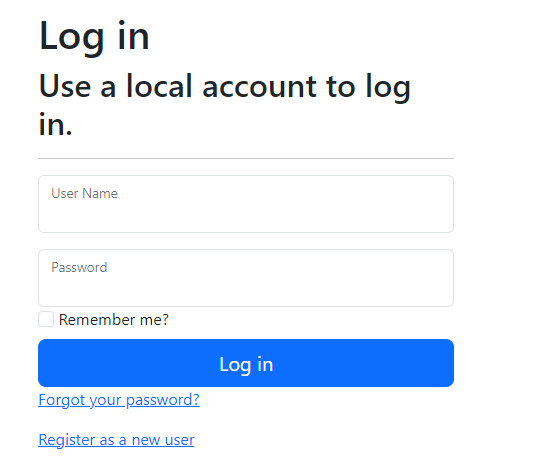 Log in
Use a local account to log
in.
User Name
Password
Remember me?
Log in
Forgot your password?
Register as a new user